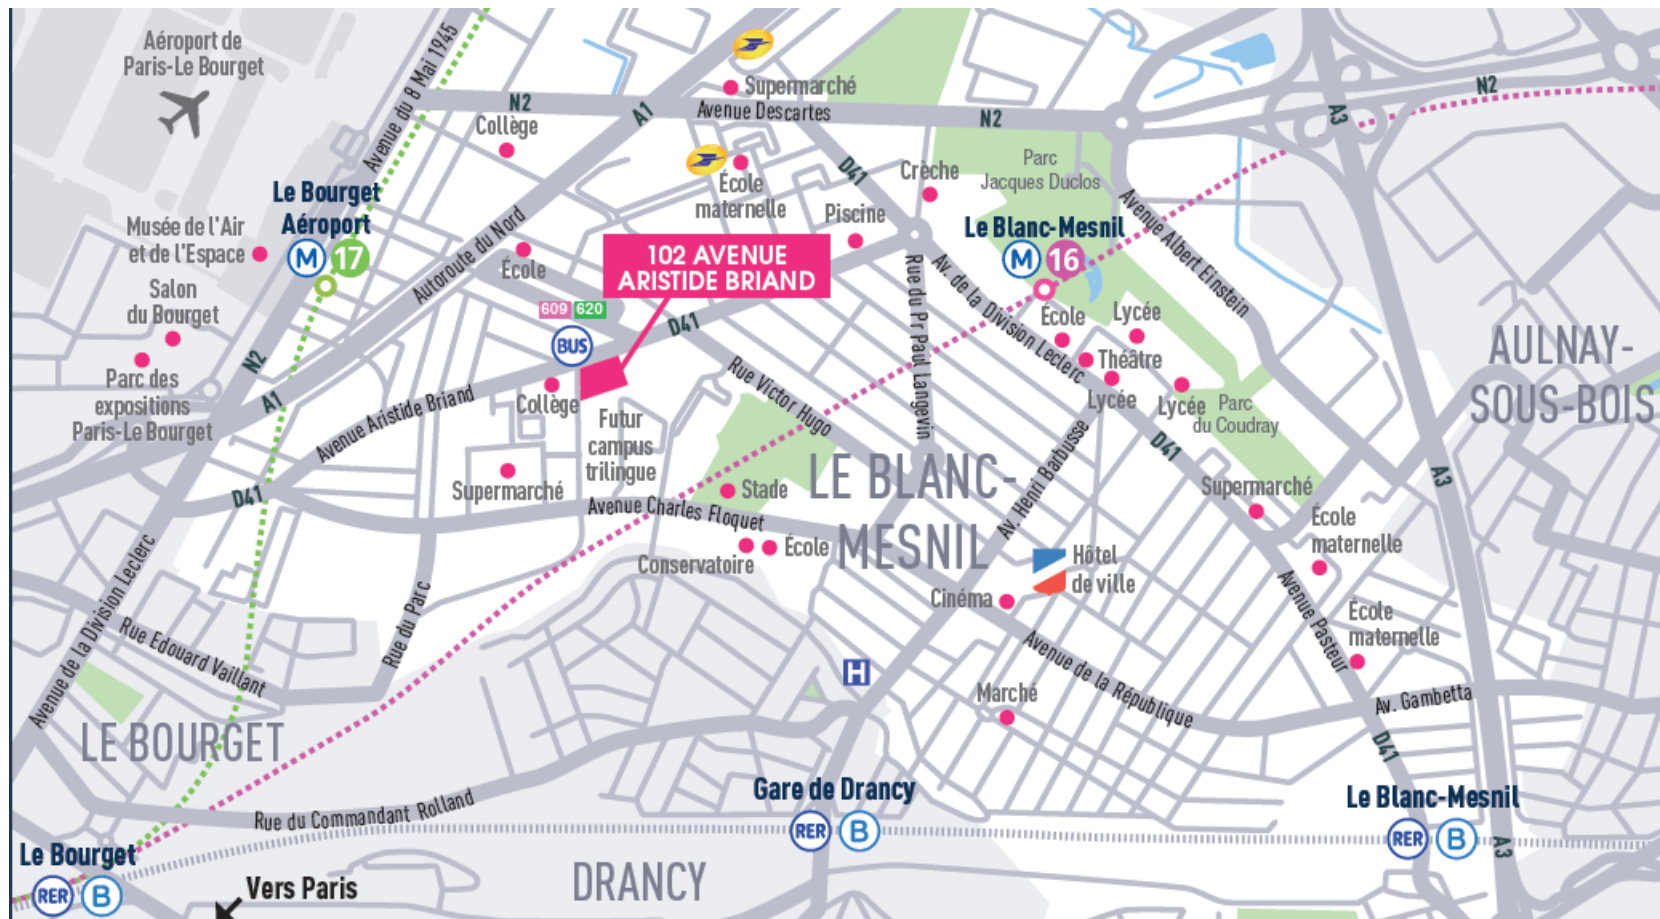 Aéroport de
Paris-Le Bourget
Avenue du 8 Mai 1945
N2
Collège
A1
Supermarché
Avenue Descartes
N2
A3
N2
D41
École
maternelle
Crèche
Parc
Jacques Duclos
Piscine
Le Bourget
Aéroport
M
17
Musée de l'Air
et de l'Espace
Salon
du Bourget
Parc des
expositions
Paris-Le Bourget
Autoroute du Nord
École
102 AVENUE
ARISTIDE BRIAND
609
620
BUS
D41
Le Blanc-Mesnil
M
16
Avenue Albert Einstein
Rue du Pr Paul Langevin
Av. de la Division Leclerc
École
Lycée
Théâtre
Lycée
Lycée
Parc
du Coudray
AULNAY-
SOUS-BOIS
N2
A1
Avenue Aristide Briand
Collège
Futur
campus
trilingue
Rue Victor Hugo
D41
Supermarché
Stade
Avenue Charles Floquet
LE BLANC-
MESNIL
Av. Henri Barbusse
D41
A3
Supermarché
École
maternelle
Conservatoire
École
Hôtel
de ville
Cinéma
Avenue de la Division Leclerc
Rue Edouard Vaillant
Rue du Parc
H
Avenue Pasteur
École
maternelle
Marché
Avenue de la République
Av. Gambetta
D41
LE BOURGET
Rue du Commandant Rolland
Gare de Drancy
RER
B
Le Blanc-Mesnil
RER
B
A3
Le Bourget
RER
B
Vers Paris
DRANCY